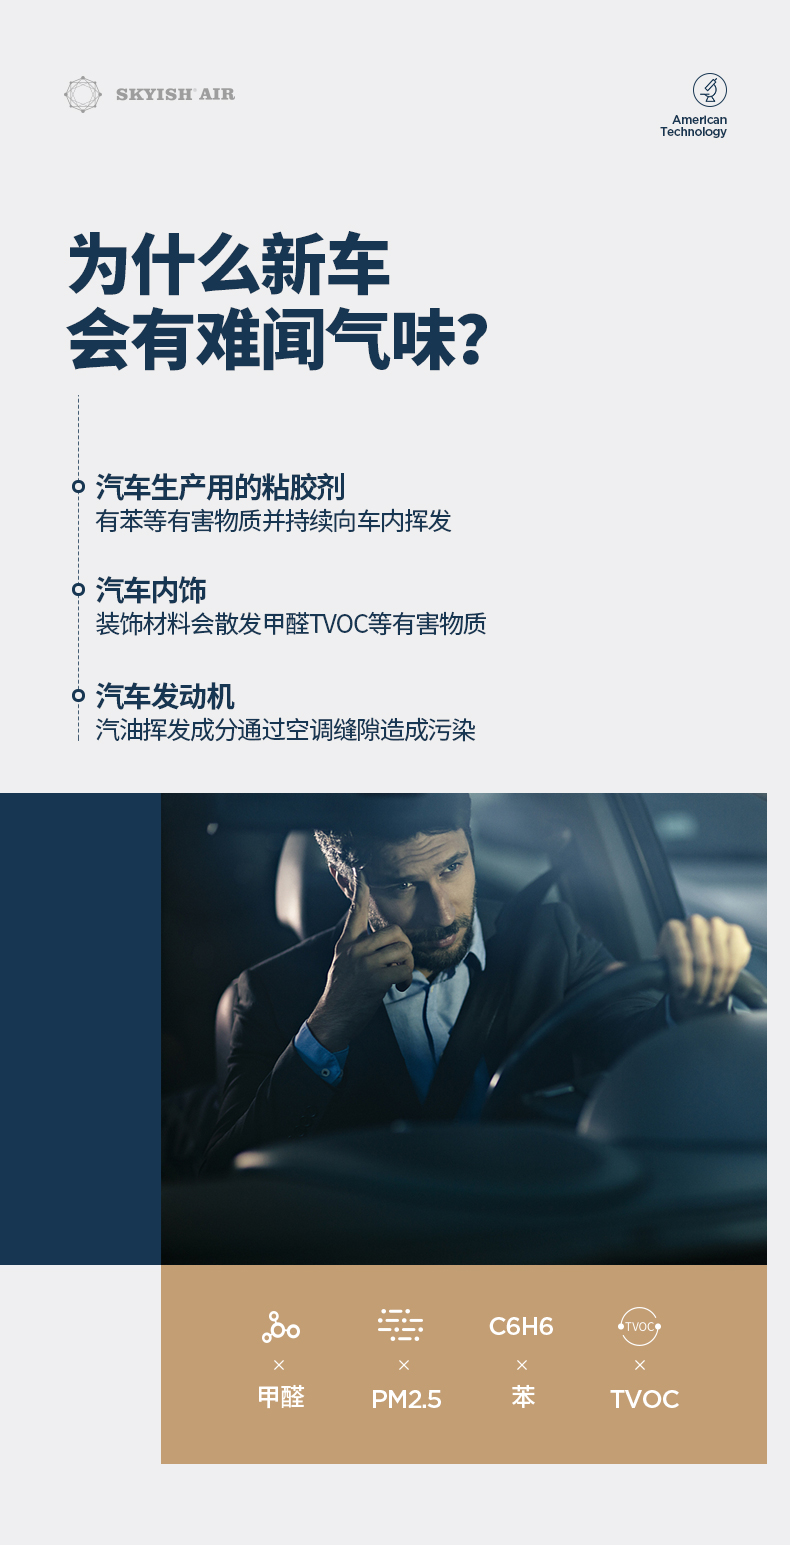 SKYISH® AIR
American
Technology
为什么新车
会有难闻气味?
汽车生产用的粘胶剂
有苯等有害物质并持续向车内挥发
汽车内饰
装饰材料会散发甲醛TVOC等有害物质
汽车发动机
汽油挥发成分通过空调缝隙造成污染
C6H6
TVOC
× × × ×
甲醛 PM2.5 苯 TVOC